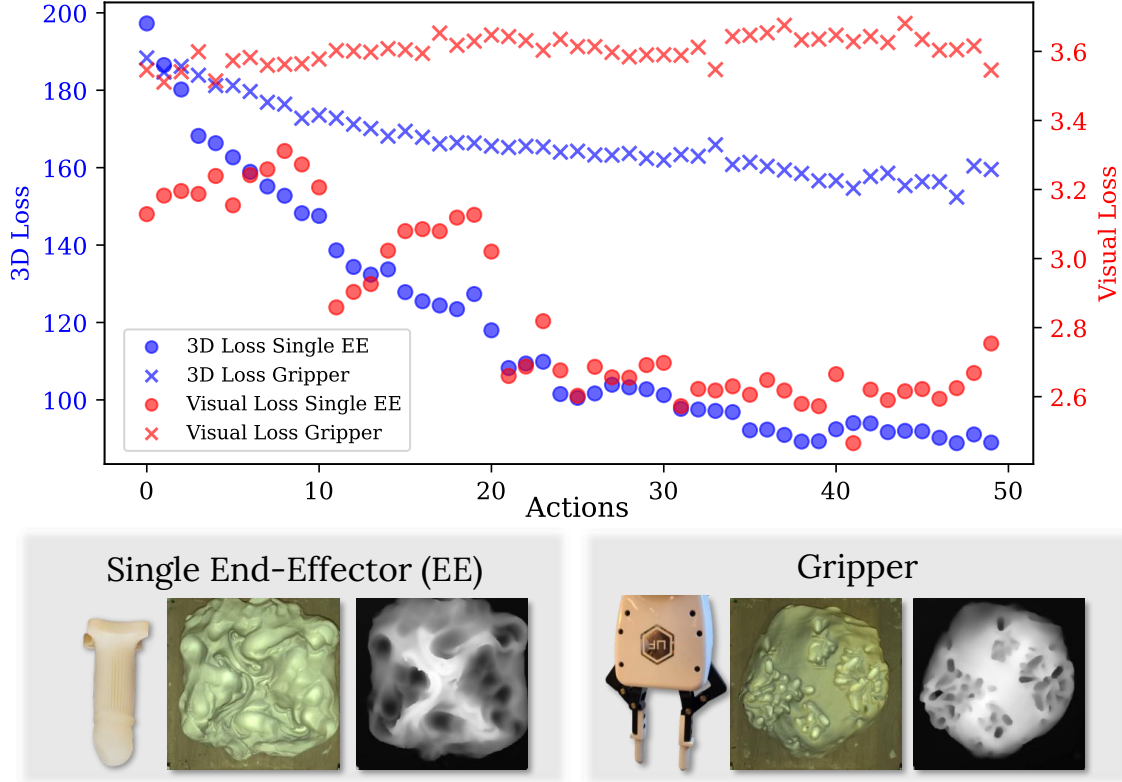 200
180
160
140
120
100
3D Loss
3.6
3.4
3.2
3.0
2.8
2.6
Visual Loss
3D Loss Single EE
3D Loss Gripper
Visual Loss Single EE
Visual Loss Gripper
0
10
20
30
40
50
Actions
Single End-Effector (EE)
Gripper
UF